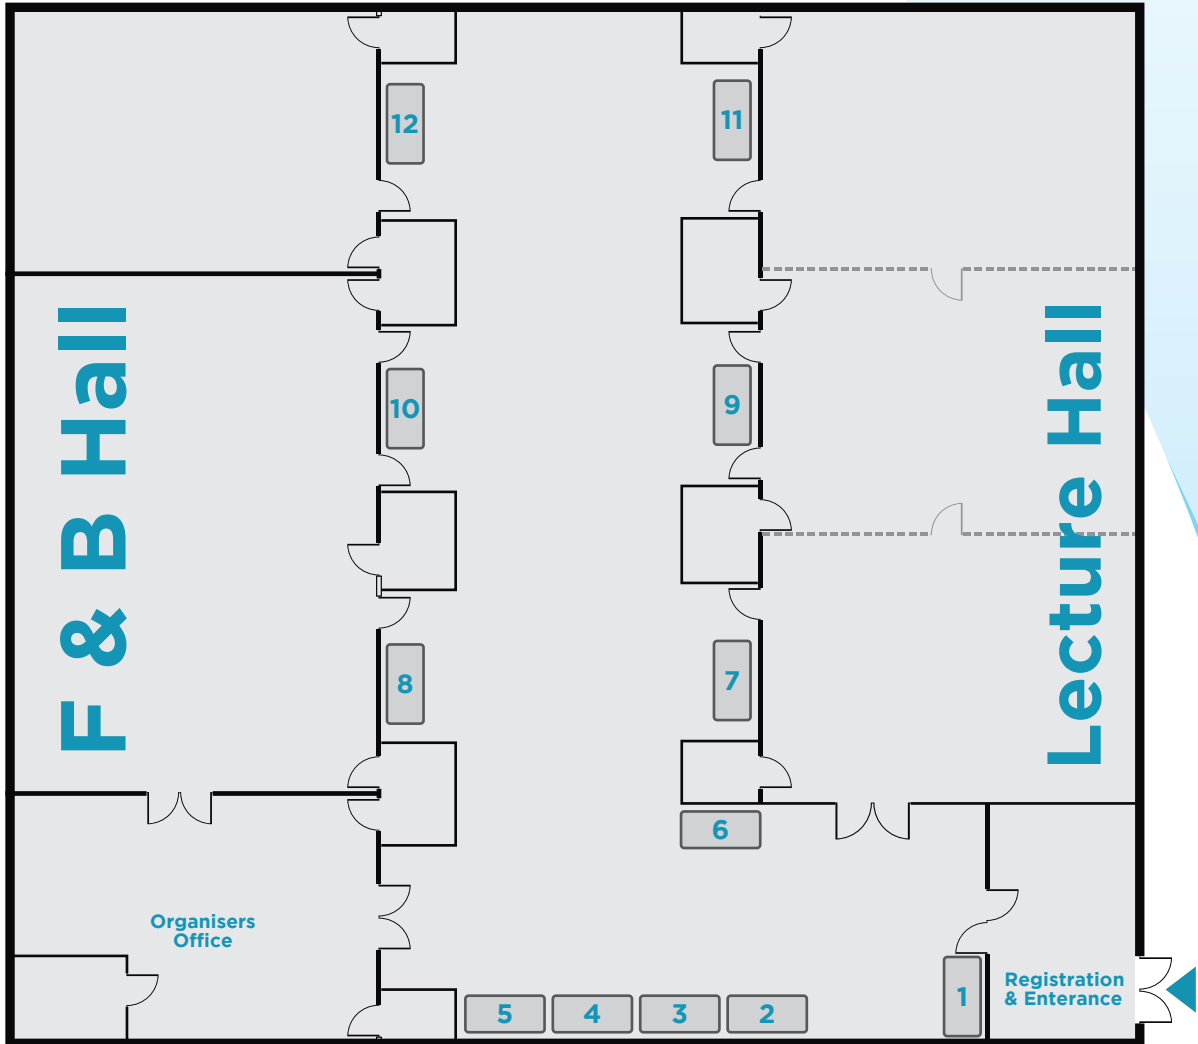 12
11
F & B Hall
Lecture Hall
10
9
8
7
6
Organisers
Office
Registration
& Enterance
1
5
4
3
2